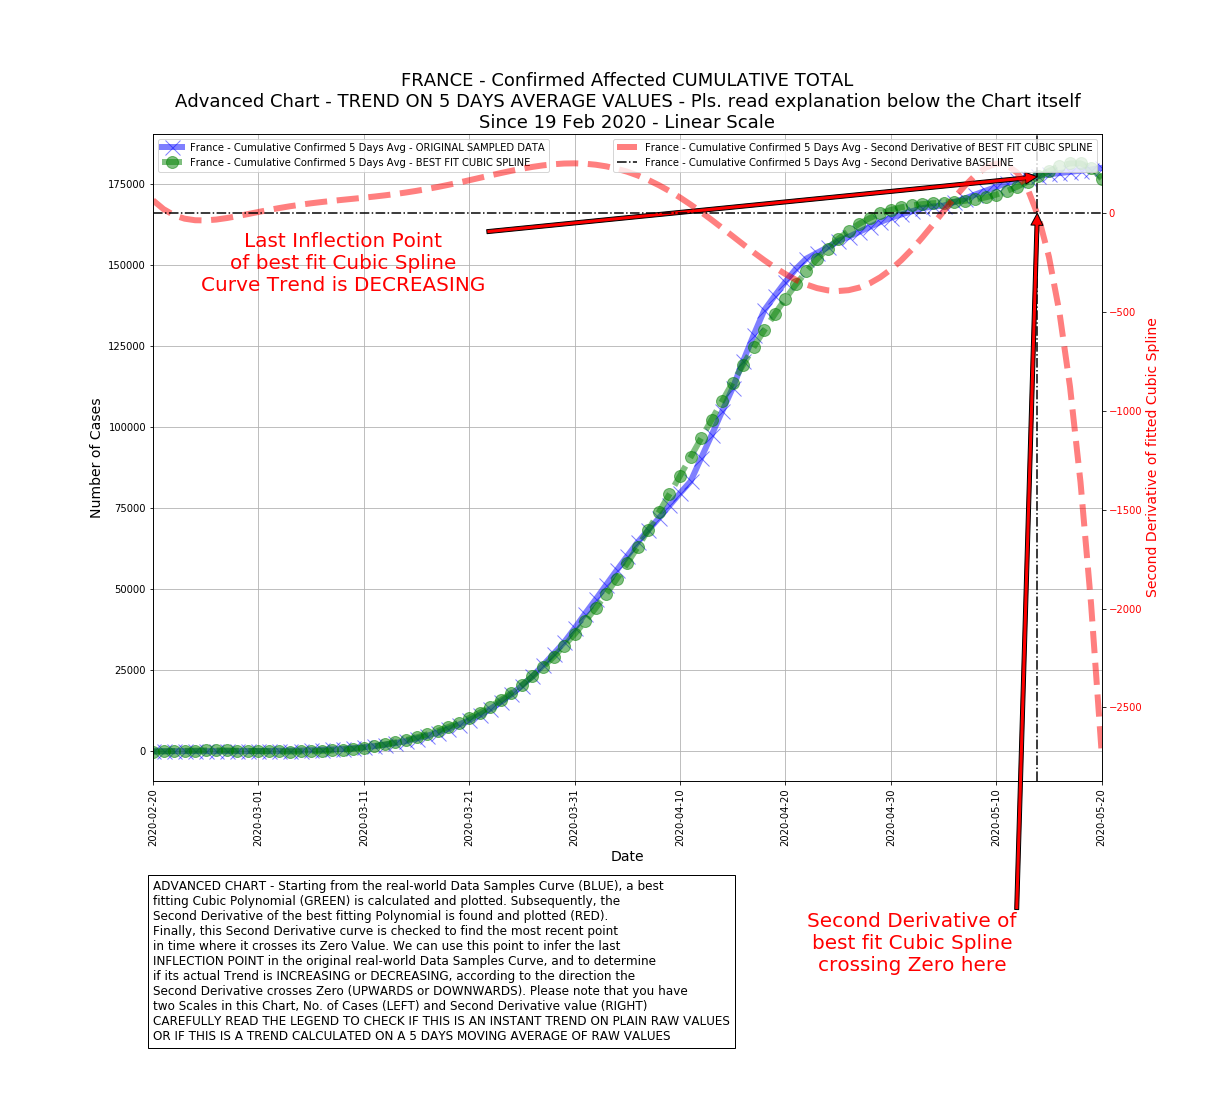 FRANCE - Confirmed Affected CUMULATIVE TOTAL
Advanced Chart - TREND ON 5 DAYS AVERAGE VALUES - Pls. read explanation below the Chart itself
Since 19 Feb 2020 - Linear Scale
France - Cumulative Confirmed 5 Days Avg - ORIGINAL SAMPLED DATA
France - Cumulative Confirmed 5 Days Avg - BEST FIT CUBIC SPLINE
France - Cumulative Confirmed 5 Days Avg - Second Derivative of BEST FIT CUBIC SPLINE
France - Cumulative Confirmed 5 Days Avg - Second Derivative BASELINE
Last Inflection Point
of best fit Cubic Spline
Curve Trend is DECREASING
Number of Cases
175000
150000
125000
100000
75000
50000
25000
0
Second Derivative of fitted Cubic Spline
0
−500
−1000
−1500
−2000
−2500
2020-02-20
2020-03-01
2020-03-11
2020-03-21
2020-03-31
2020-04-10
2020-04-20
2020-04-30
2020-05-10
2020-05-20
Date
ADVANCED CHART - Starting from the real-world Data Samples Curve (BLUE), a best
fitting Cubic Polynomial (GREEN) is calculated and plotted. Subsequently, the
Second Derivative of the best fitting Polynomial is found and plotted (RED).
Finally, this Second Derivative curve is checked to find the most recent point
in time where it crosses its Zero Value. We can use this point to infer the last
INFLECTION POINT in the original real-world Data Samples Curve, and to determine
if its actual Trend is INCREASING or DECREASING, according to the direction the
Second Derivative crosses Zero (UPWARDS or DOWNWARDS). Please note that you have
two Scales in this Chart, No. of Cases (LEFT) and Second Derivative value (RIGHT)
CAREFULLY READ THE LEGEND TO CHECK IF THIS IS AN INSTANT TREND ON PLAIN RAW VALUES
OR IF THIS IS A TREND CALCULATED ON A 5 DAYS MOVING AVERAGE OF RAW VALUES
Second Derivative of
best fit Cubic Spline
crossing Zero here